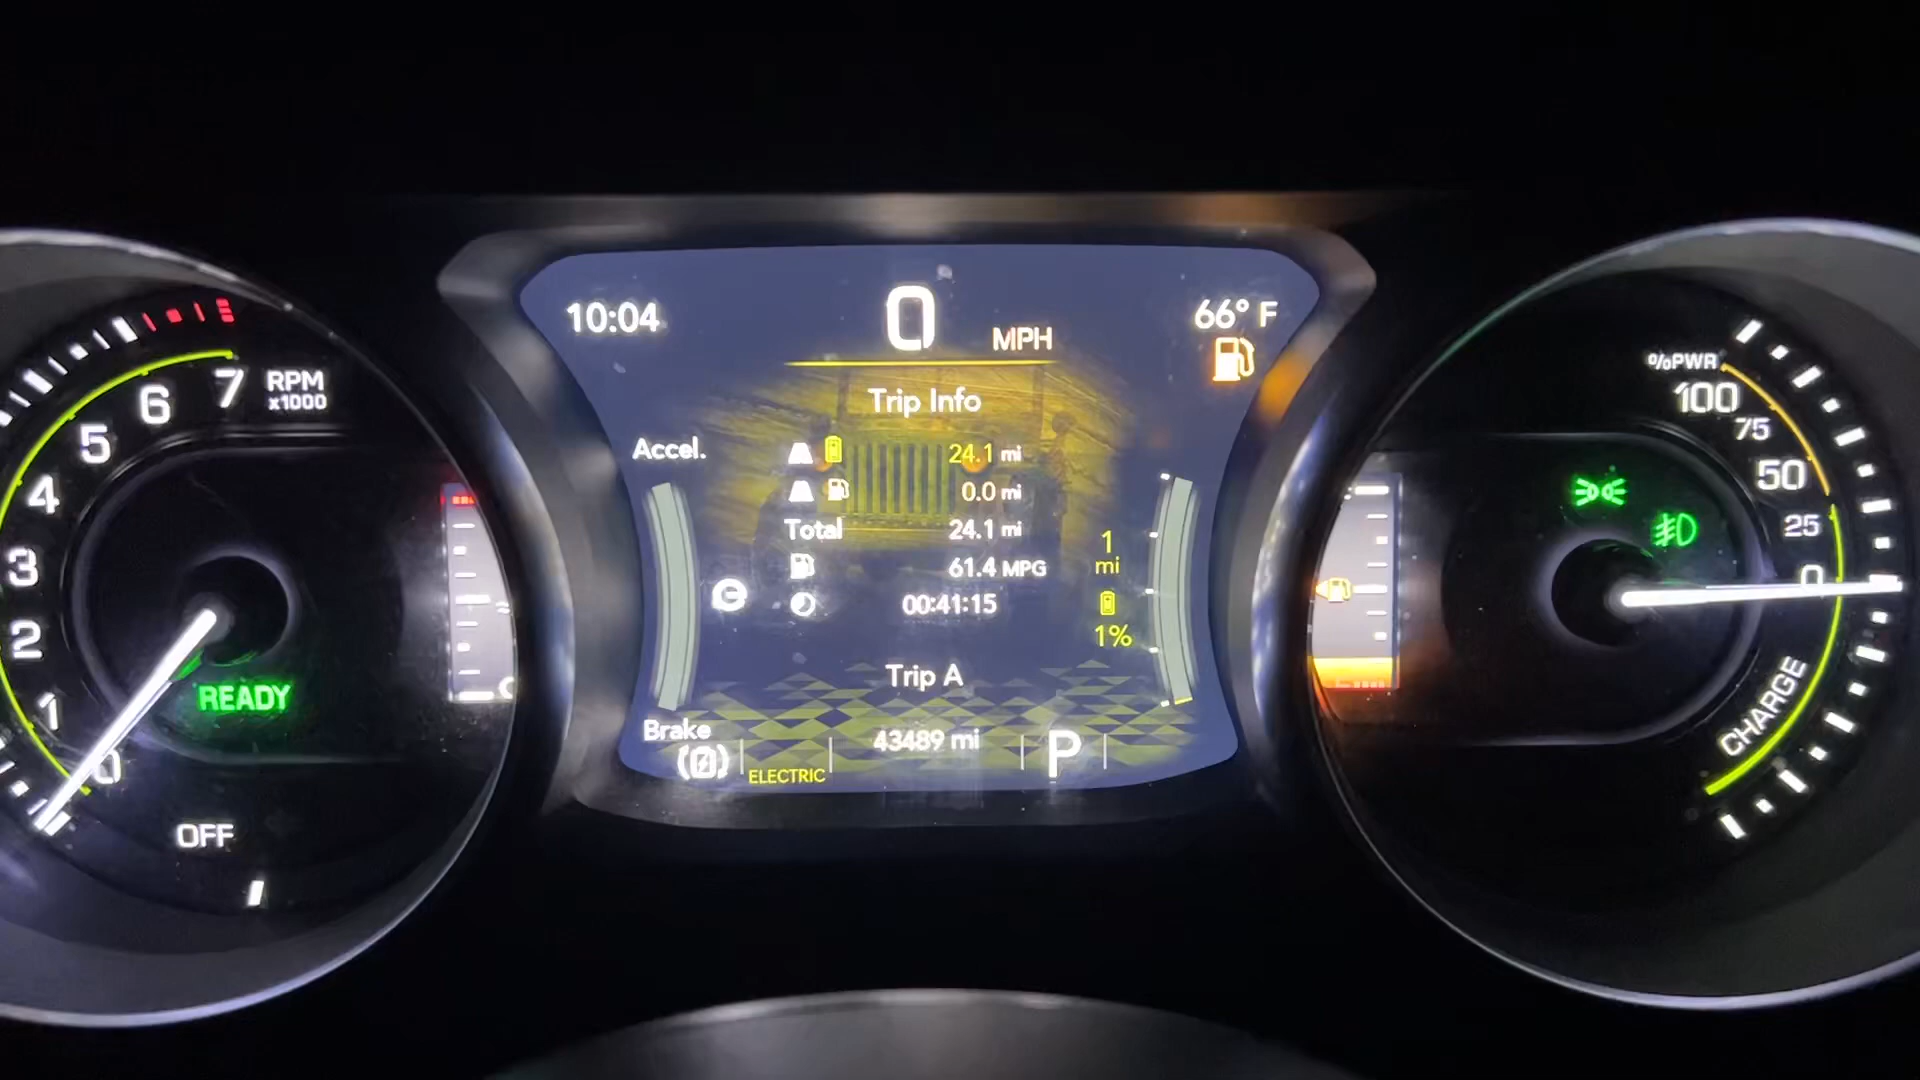 10:04
0 MPH
66° F
Trip Info
Accel.
24.1 mi
0.0 mi
Total 24.1 mi
61.4 MPG
00:41:15
1
mi
1%
Trip A
Brake
ELECTRIC
43489 mi
P
RPM
x1000
7
6
5
4
3
2
1
0
READY
OFF
%PWR
100
75
50
25
0
CHARGE